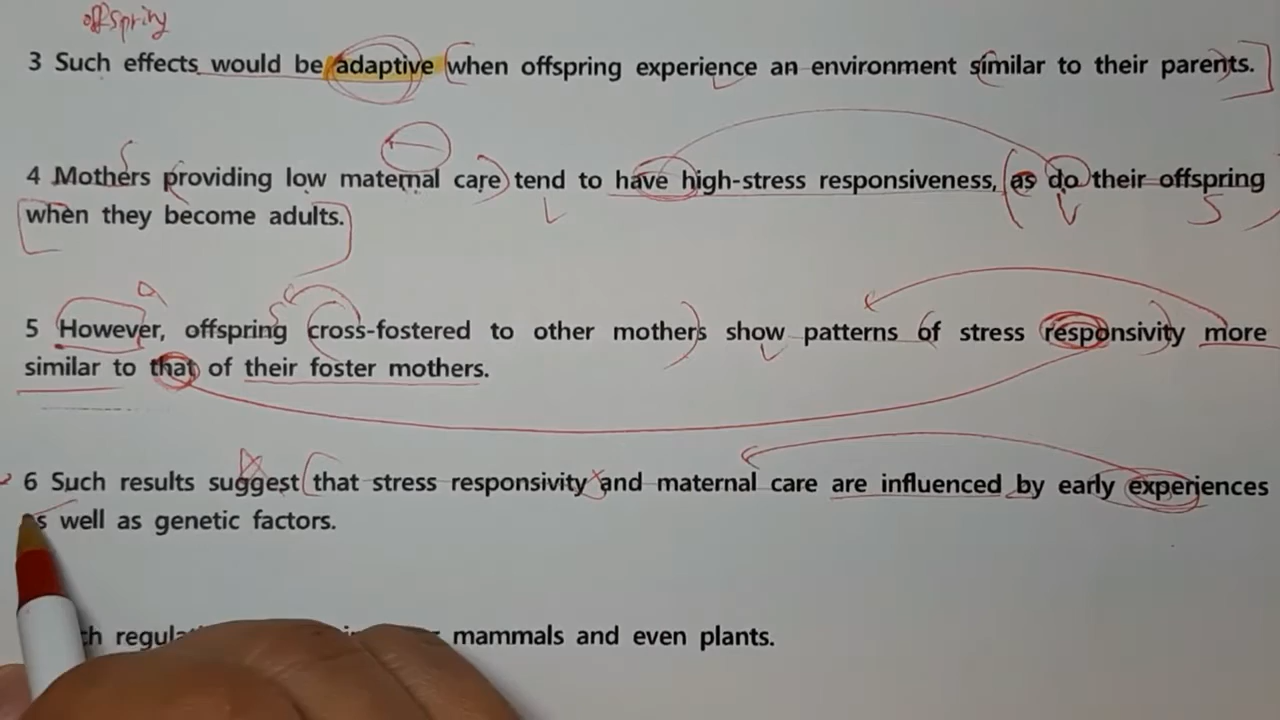 offspring
3 Such effects would be adaptive when offspring experience an environment similar to their parents.
4 Mothers providing low maternal care tend to have high-stress responsiveness, as do their offspring
when they become adults.
5 However, offspring cross-fostered to other mothers show patterns of stress responsivity more
similar to that of their foster mothers.
6 Such results suggest that stress responsivity and maternal care are influenced by early experiences
as well as genetic factors.
mammals and even plants.